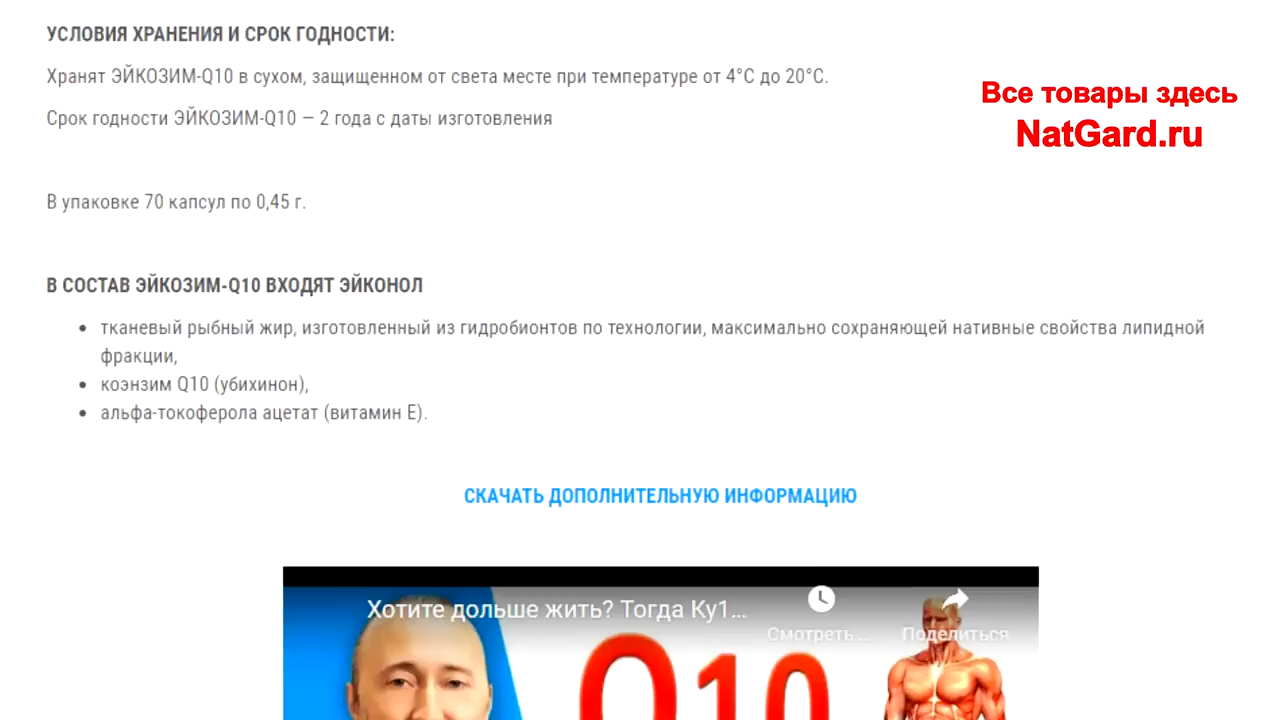 УСЛОВИЯ ХРАНЕНИЯ И СРОК ГОДНОСТИ:
Хранят ЭЙКОЗИМ-Q10 в сухом, защищенном от света месте при температуре от 4°С до 20°С.
Срок годности ЭЙКОЗИМ-Q10 — 2 года с даты изготовления
Все товары здесь
NatGard.ru
В упаковке 70 капсул по 0,45 г.
В СОСТАВ ЭЙКОЗИМ-Q10 ВХОДЯТ ЭЙКОНОЛ
• тканевый рыбный жир, изготовленный из гидробионтов по технологии, максимально сохраняющей нативные свойства липидной
фракции,
• коэнзим Q10 (убихинон),
• альфа-токоферола ацетат (витамин Е).
СКАЧАТЬ ДОПОЛНИТЕЛЬНУЮ ИНФОРМАЦИЮ
Хотите дольше жить? Тогда Ку1...
Смотреть ...
Поделиться
Q10